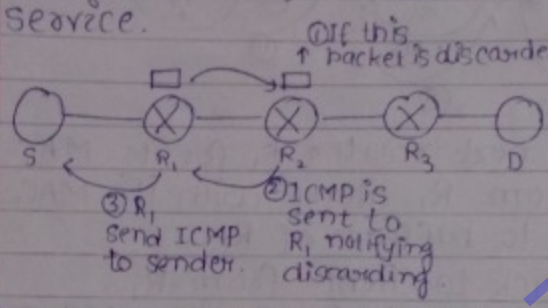 service.
① If this
packet is discarde
S
R₁
R₂
R₃
D
② ICMP is
sent to
R₁ notifying
discarding
③ R₁
send ICMP
to sender.